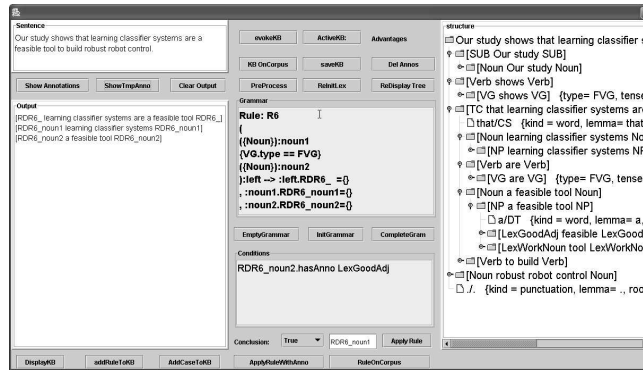 Sentence
Our study shows that learning classifier systems are a
feasible tool to build robust robot control.
Show Annotations
ShowTmpAnno
Clear Output
Output
[RDR6_ learning classifier systems are a feasible tool RDR6_]
[RDR6_noun1 learning classifier systems RDR6_noun1]
[RDR6_noun2 a feasible tool RDR6_noun2]
evokeKB
ActiveKB:
Advantages
KB OnCorpus
saveKB
Del Annos
PreProcess
ReInitLex
ReDisplay Tree
Grammar
Rule: R6
(
({Noun}):noun1
{VG.type == FVG}
({Noun}):noun2
):left --> :left.RDR6_ ={}
, :noun1.RDR6_noun1={}
, :noun2.RDR6_noun2={}
EmptyGrammar
InitGrammar
CompleteGram
Conditions
RDR6_noun2.hasAnno LexGoodAdj
Conclusion:
True
RDR6_noun1
Apply Rule
structure
Our study shows that learning classifier s
[SUB Our study SUB]
[Noun Our study Noun]
[Verb shows Verb]
[VG shows VG] {type= FVG, tense
[TC that learning classifier systems are
that/CS {kind = word, lemma= that
[Noun learning classifier systems No
[NP learning classifier systems NP
[Verb are Verb]
[VG are VG] {type= FVG, tense
[Noun a feasible tool Noun]
[NP a feasible tool NP]
a/DT {kind = word, lemma= a,
[LexGoodAdj feasible LexGood
[LexWorkNoun tool LexWorkNo
[Verb to build Verb]
[Noun robust robot control Noun]
./. {kind = punctuation, lemma= ., roo
DisplayKB
addRuleToKB
AddCaseToKB
ApplyRuleWithAnno
RuleOnCorpus